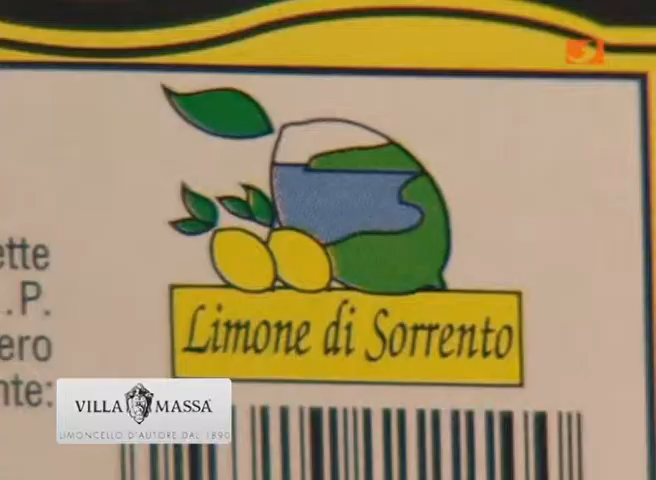 Limone di Sorrento
ette
.P.
ero
nte:
VILLA MASSA
LIMONCELLO D'AUTORE DAL 1890